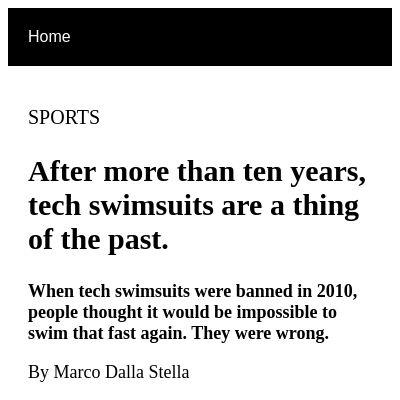 Home
SPORTS
After more than ten years,
tech swimsuits are a thing
of the past.
When tech swimsuits were banned in 2010,
people thought it would be impossible to
swim that fast again. They were wrong.
By Marco Dalla Stella